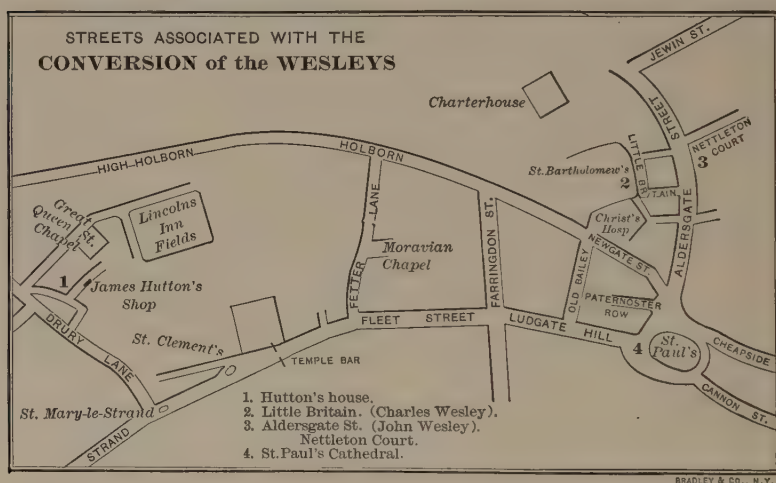 STREETS ASSOCIATED WITH THE
CONVERSION of the WESLEYS
JEWIN ST.
Charterhouse
STREET
NETTLETON
COURT
3
HOLBORN
HIGH-HOLBORN
LITTLE BRITAIN
St. Bartholomew's
2
Great
Queen St.
Chapel
Lincolns
Inn
Fields
LANE
FETTER
Moravian
Chapel
FARRINGDON ST.
Christ's
Hosp
NEWGATE ST.
ALDERSGATE
OLD BAILEY
PATERNOSTER
ROW
1
James Hutton's
Shop
DRURY LANE
St. Clement's
FLEET STREET
LUDGATE HILL
4
St.
Paul's
CHEAPSIDE
CANNON ST.
TEMPLE BAR
St. Mary-le-Strand
STRAND
1. Hutton's house.
2. Little Britain. (Charles Wesley).
3. Aldersgate St. (John Wesley).
Nettleton Court.
4. St.Paul's Cathedral.
BRADLEY & CO., N.Y.